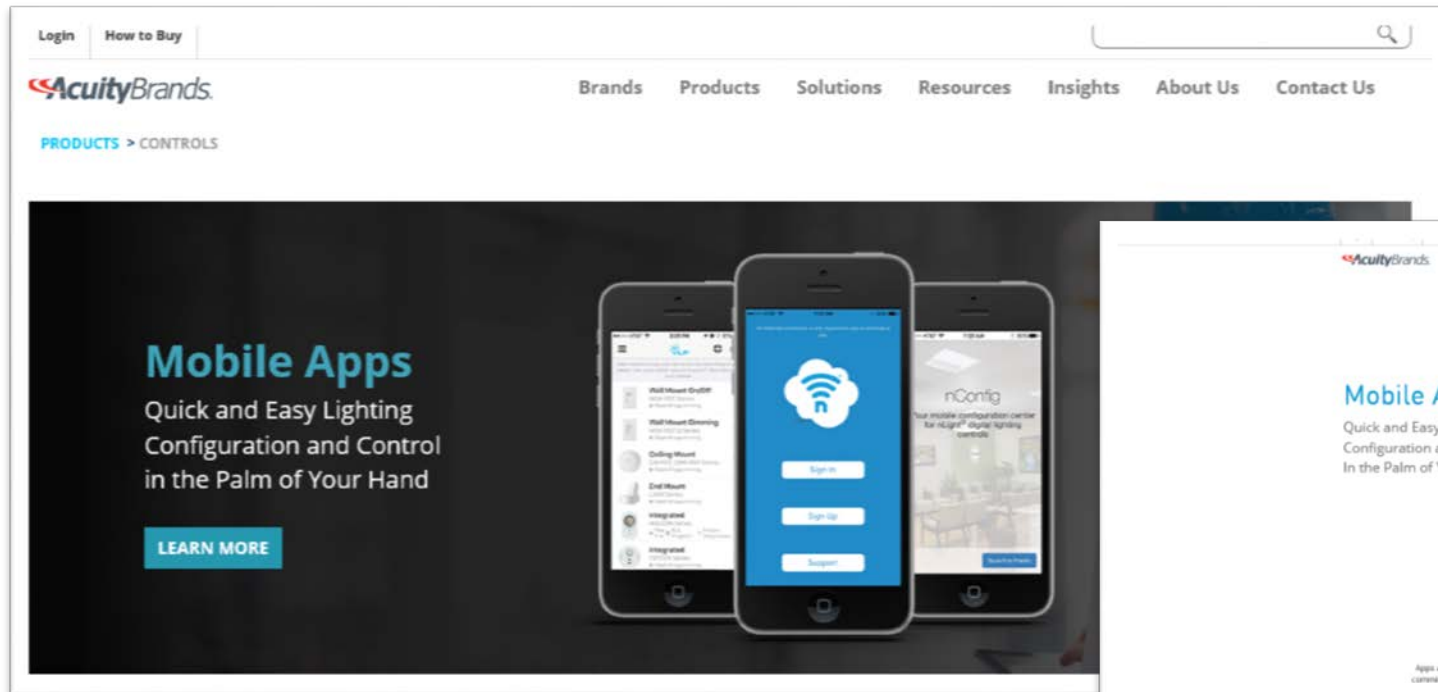 Login How to Buy
AcuityBrands.
Brands Products Solutions Resources Insights About Us Contact Us
PRODUCTS > CONTROLS
Mobile Apps
Quick and Easy Lighting
Configuration and Control
in the Palm of Your Hand
LEARN MORE
Wall Mount On/Off
Wall Mount Dimming
Ceiling Mount
End Mount
Integrated
Integrated
n
Sign In
Sign Up
Support
nConfig
Your mobile configuration center
for nLight® digital lighting
controls
AcuityBrands.
Mobile A
Quick and Easy
Configuration a
In the Palm of
Apps